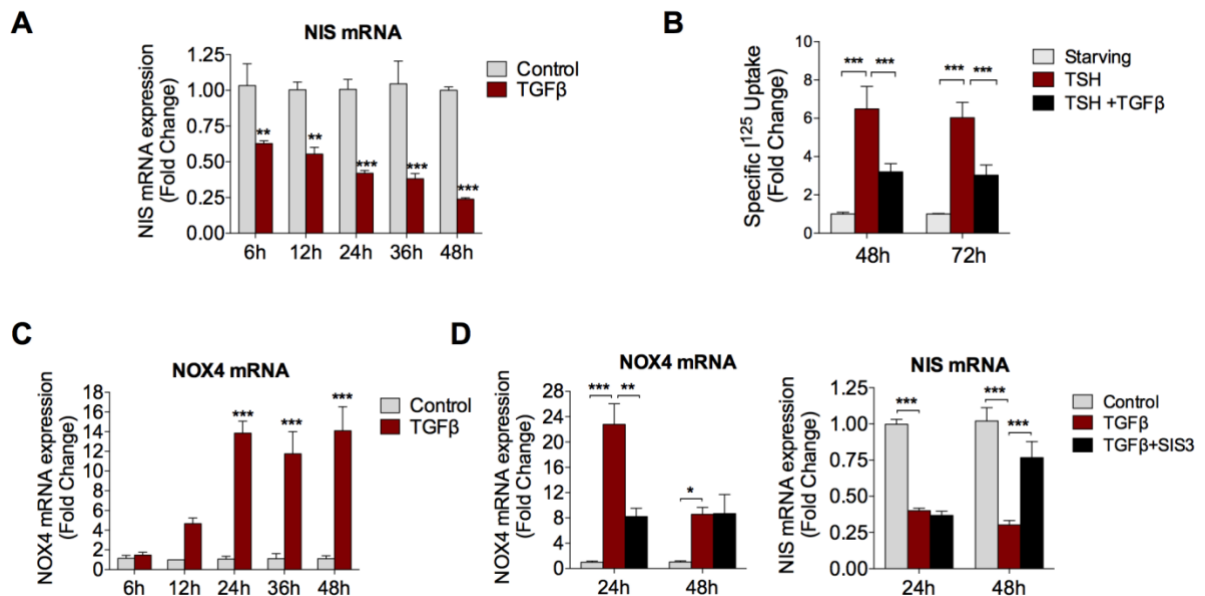 A
NIS mRNA
NIS mRNA expression
(Fold Change)
1.25
1.00
0.75
0.50
0.25
0.00
** ** *** *** ***
6h 12h 24h 36h 48h
Control
TGFβ
B
Specific I¹²⁵ Uptake
(Fold Change)
10
8
6
4
2
0
*** *** *** ***
48h 72h
Starving
TSH
TSH +TGFβ
C
NOX4 mRNA
NOX4 mRNA expression
(Fold Change)
18
16
14
12
10
8
6
4
2
0
*** *** ***
6h 12h 24h 36h 48h
Control
TGFβ
D
NOX4 mRNA
NOX4 mRNA expression
(Fold Change)
28
24
20
16
12
8
4
0
*** ** *
24h 48h
NIS mRNA
NIS mRNA expression
(Fold Change)
1.25
1.00
0.75
0.50
0.25
0.00
*** *** ***
24h 48h
Control
TGFβ
TGFβ+SIS3